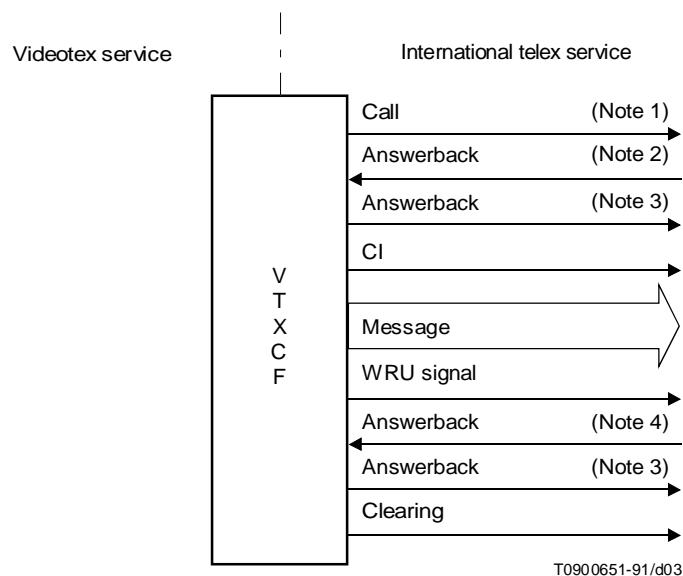 Videotex service
International telex service
Call (Note 1)
Answerback (Note 2)
Answerback (Note 3)
CI
V
T
X
C
F
Message
WRU signal
Answerback (Note 4)
Answerback (Note 3)
Clearing
T0900651-91/d03